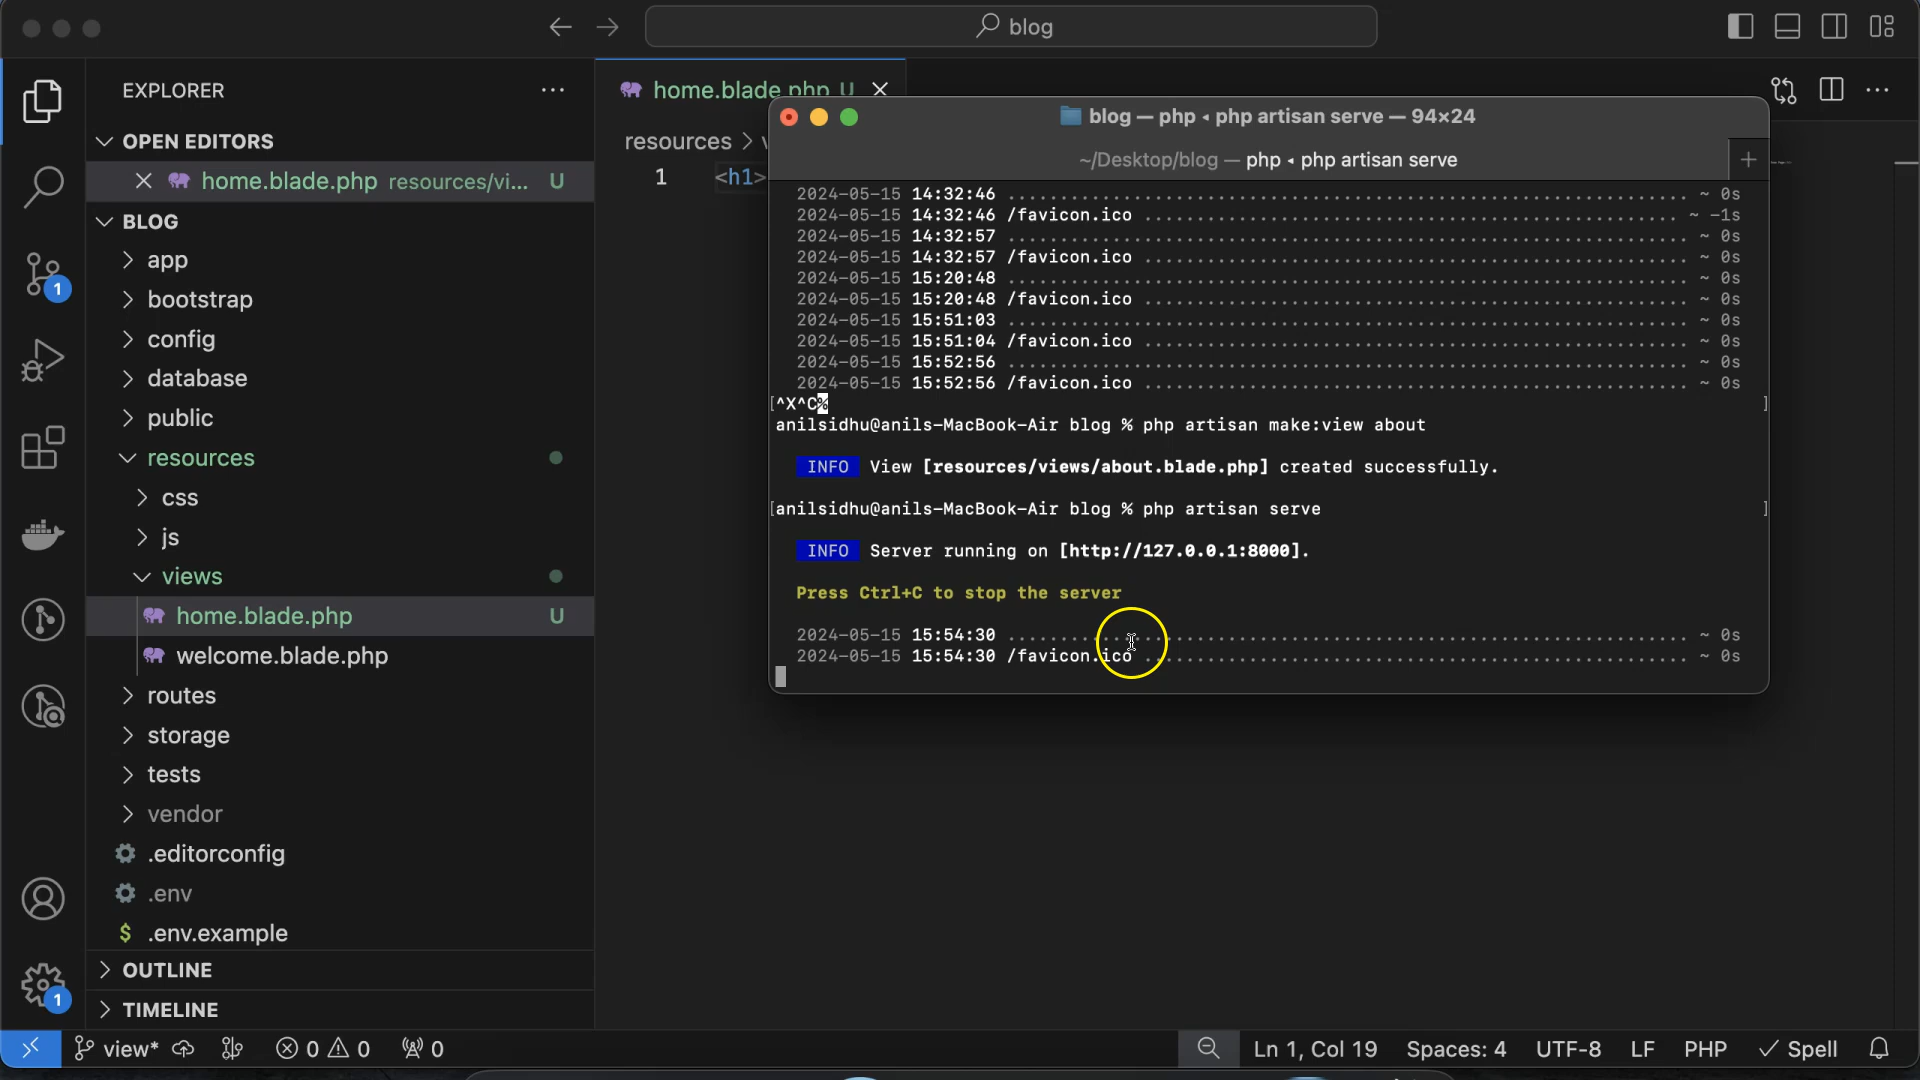 blog
EXPLORER
OPEN EDITORS
home.blade.php resources/vi... U
BLOG
app
bootstrap
config
database
public
resources
css
js
views
home.blade.php U
welcome.blade.php
routes
storage
tests
vendor
.editorconfig
.env
$ .env.example
OUTLINE
TIMELINE
1
1
home.blade.php U
resources >
1 <h1>
blog — php ◂ php artisan serve — 94×24
~/Desktop/blog — php ◂ php artisan serve
2024-05-15 14:32:46 ................................................................ ~ 0s
2024-05-15 14:32:46 /favicon.ico ................................................... ~ -1s
2024-05-15 14:32:57 ................................................................ ~ 0s
2024-05-15 14:32:57 /favicon.ico .................................................... ~ 0s
2024-05-15 15:20:48 ................................................................ ~ 0s
2024-05-15 15:20:48 /favicon.ico .................................................... ~ 0s
2024-05-15 15:51:03 ................................................................ ~ 0s
2024-05-15 15:51:04 /favicon.ico .................................................... ~ 0s
2024-05-15 15:52:56 ................................................................ ~ 0s
2024-05-15 15:52:56 /favicon.ico .................................................... ~ 0s
[^X^C% ]
anilsidhu@anils-MacBook-Air blog % php artisan make:view about
INFO View [resources/views/about.blade.php] created successfully.
[anilsidhu@anils-MacBook-Air blog % php artisan serve ]
INFO Server running on [http://127.0.0.1:8000].
Press Ctrl+C to stop the server
2024-05-15 15:54:30 ................................................................ ~ 0s
2024-05-15 15:54:30 /favicon.ico .................................................... ~ 0s
view* 0 0 0 Ln 1, Col 19 Spaces: 4 UTF-8 LF PHP Spell